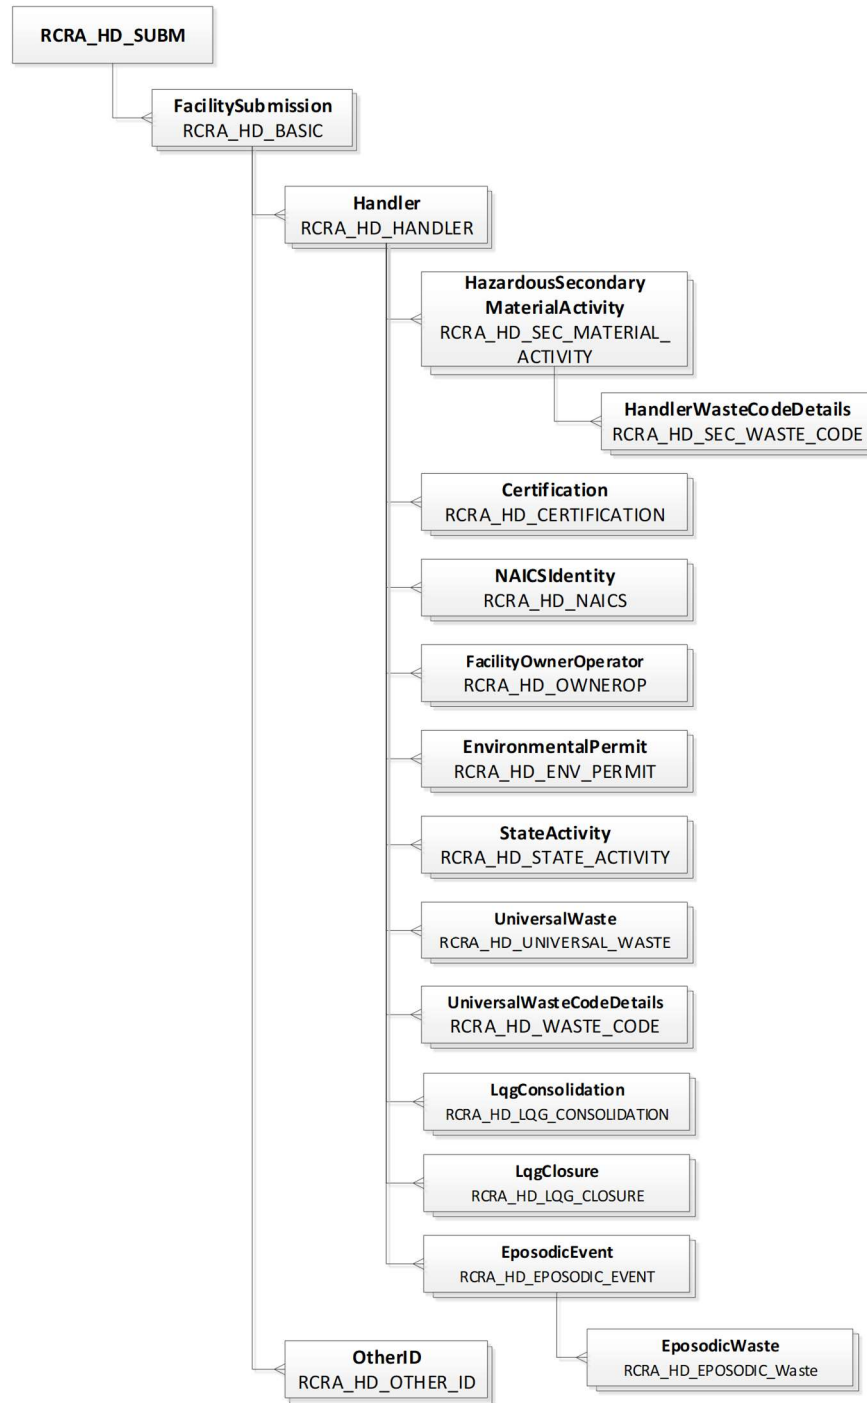 RCRA_HD_SUBM
FacilitySubmission
RCRA_HD_BASIC
Handler
RCRA_HD_HANDLER
HazardousSecondary
MaterialActivity
RCRA_HD_SEC_MATERIAL_
ACTIVITY
HandlerWasteCodeDetails
RCRA_HD_SEC_WASTE_CODE
Certification
RCRA_HD_CERTIFICATION
NAICSIdentity
RCRA_HD_NAICS
FacilityOwnerOperator
RCRA_HD_OWNEROP
EnvironmentalPermit
RCRA_HD_ENV_PERMIT
StateActivity
RCRA_HD_STATE_ACTIVITY
UniversalWaste
RCRA_HD_UNIVERSAL_WASTE
UniversalWasteCodeDetails
RCRA_HD_WASTE_CODE
LqgConsolidation
RCRA_HD_LQG_CONSOLIDATION
LqgClosure
RCRA_HD_LQG_CLOSURE
EposodicEvent
RCRA_HD_EPOSODIC_EVENT
EposodicWaste
RCRA_HD_EPOSODIC_Waste
OtherID
RCRA_HD_OTHER_ID